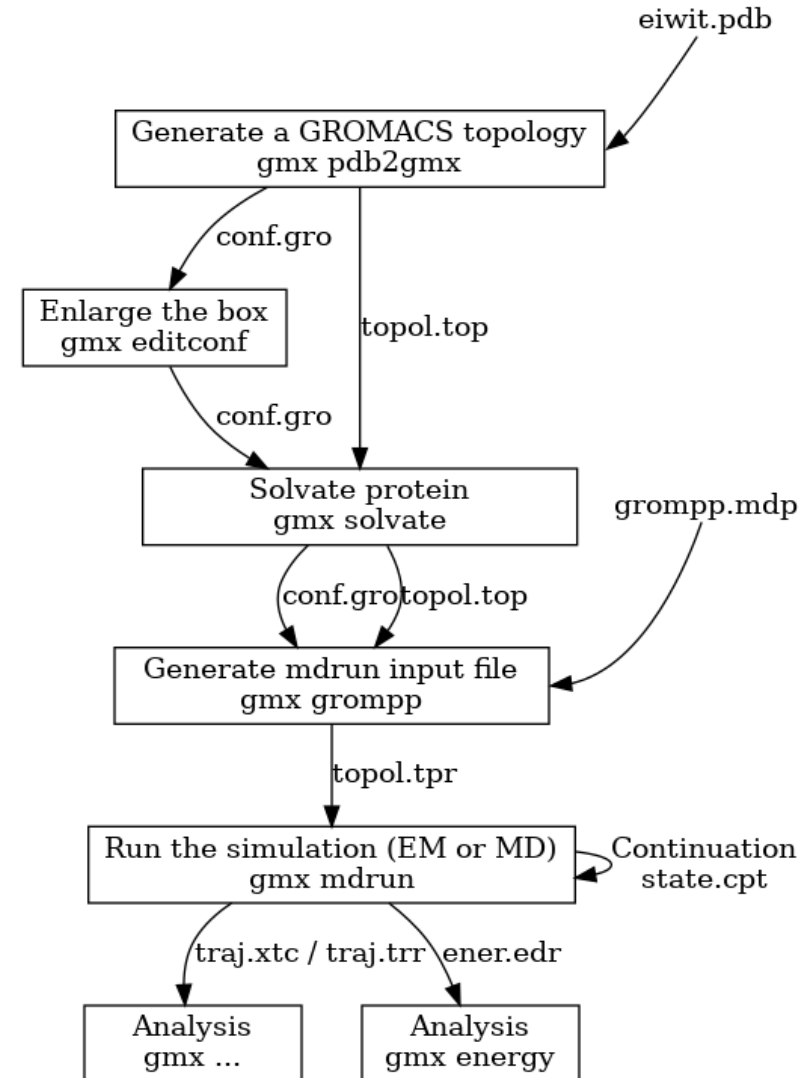 eiwit.pdb
Generate a GROMACS topology
gmx pdb2gmx
conf.gro
Enlarge the box
gmx editconf
topol.top
conf.gro
Solvate protein
gmx solvate
grompp.mdp
conf.gro
topol.top
Generate mdrun input file
gmx grompp
topol.tpr
Run the simulation (EM or MD)
gmx mdrun
Continuation
state.cpt
traj.xtc / traj.trr
ener.edr
Analysis
gmx ...
Analysis
gmx energy